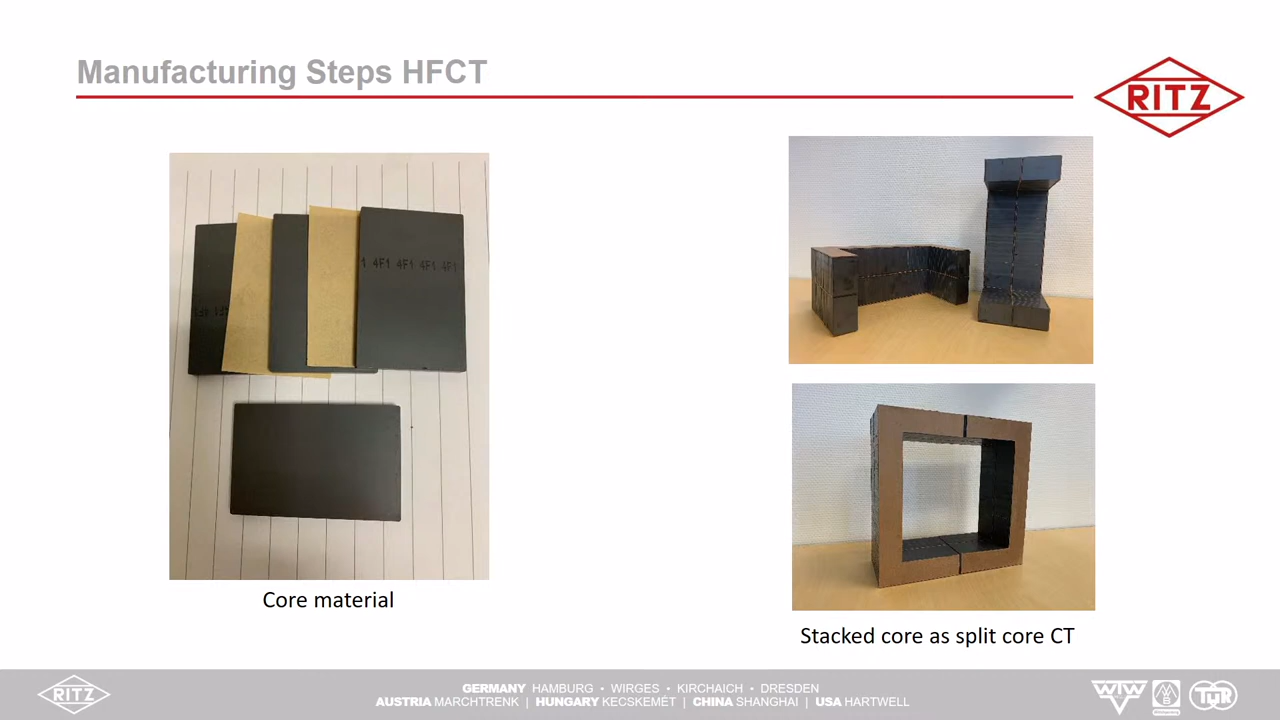 Manufacturing Steps HFCT
RITZ
1 4F1 4F1 4F1 4F1
Core material
Stacked core as split core CT
RITZ
GERMANY HAMBURG • WIRGES • KIRCHAICH • DRESDEN
AUSTRIA MARCHTRENK | HUNGARY KECSKEMÉT | CHINA SHANGHAI | USA HARTWELL